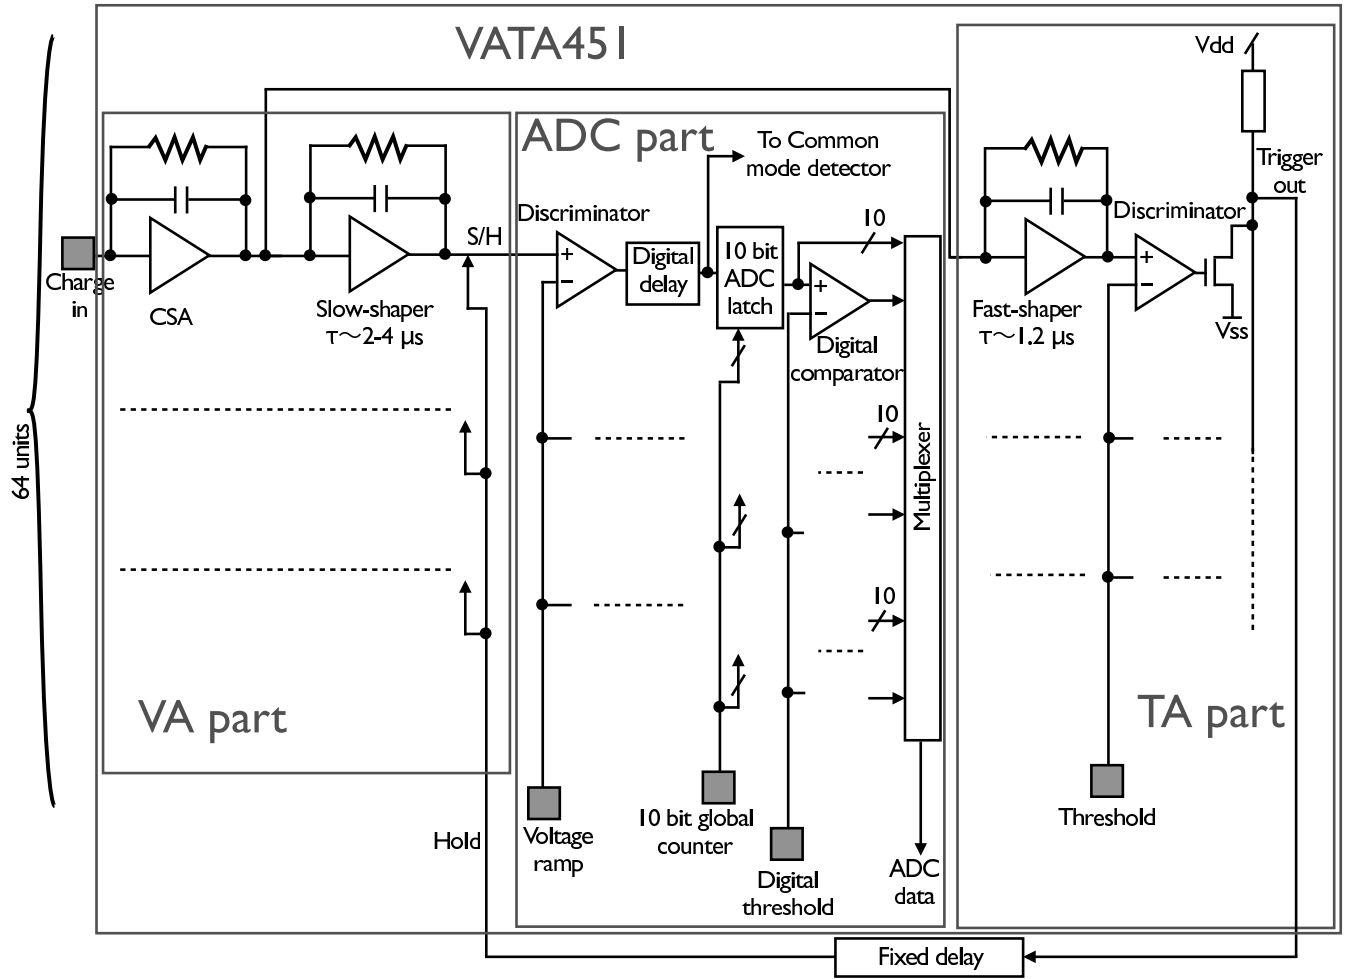 VATA451
Vdd
ADC part
To Common
mode detector
Trigger
out
S/H
Discriminator
10
Discriminator
Charge
in
CSA
Slow-shaper
τ～2-4 µs
+
−
Digital
delay
10 bit
ADC
latch
+
−
Digital
comparator
Fast-shaper
τ～1.2 µs
+
−
Vss
64 units
10
Multiplexer
10
VA part
TA part
Hold
Voltage
ramp
10 bit global
counter
Digital
threshold
ADC
data
Threshold
Fixed delay